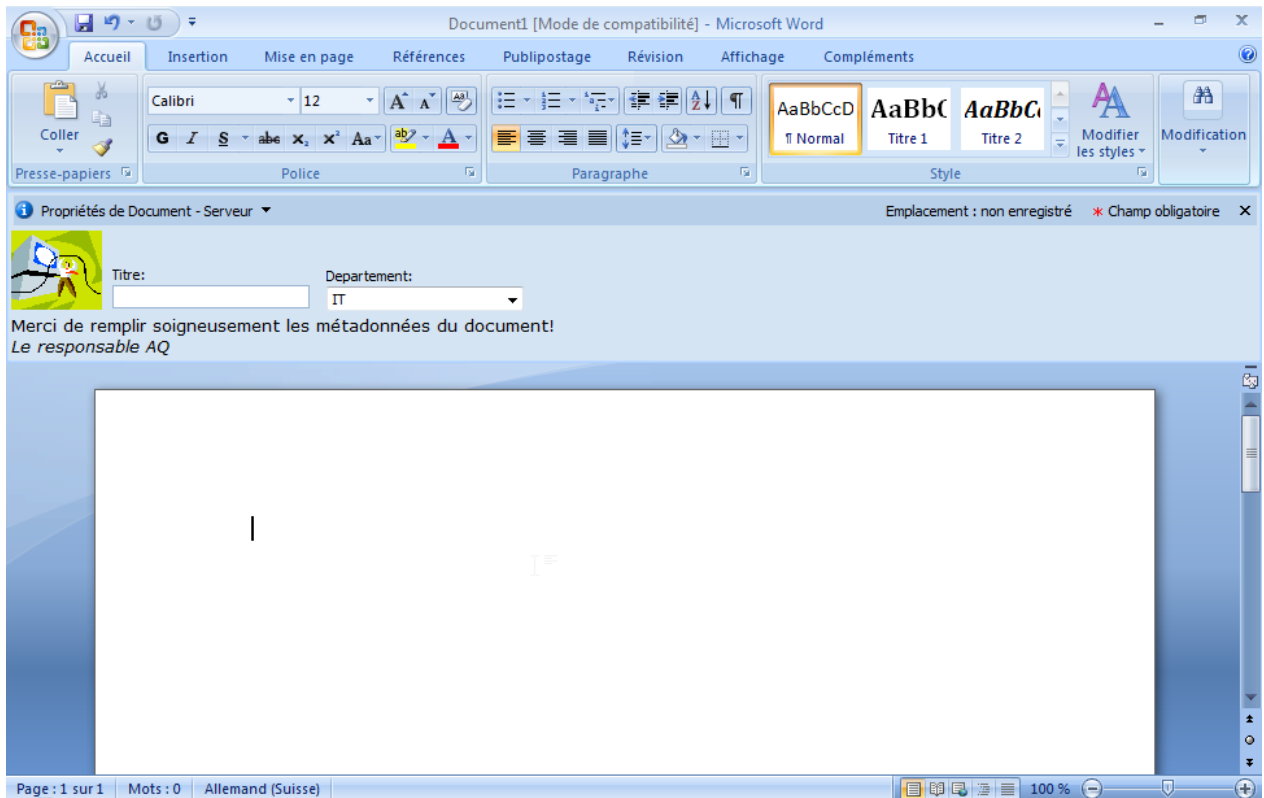 Document1 [Mode de compatibilité] - Microsoft Word
Accueil Insertion Mise en page Références Publipostage Révision Affichage Compléments
Calibri 12 A A Aa AaBbCcD AaBb( AaBbC
Coller G I S abc x₂ x² Aa ab A ¶ Normal Titre 1 Titre 2 Modifier les styles Modification
Presse-papiers Police Paragraphe Style
Propriétés de Document - Serveur Emplacement : non enregistré * Champ obligatoire X
Titre: Departement:
IT
Merci de remplir soigneusement les métadonnées du document!
Le responsable AQ
Page : 1 sur 1 Mots : 0 Allemand (Suisse) 100 %